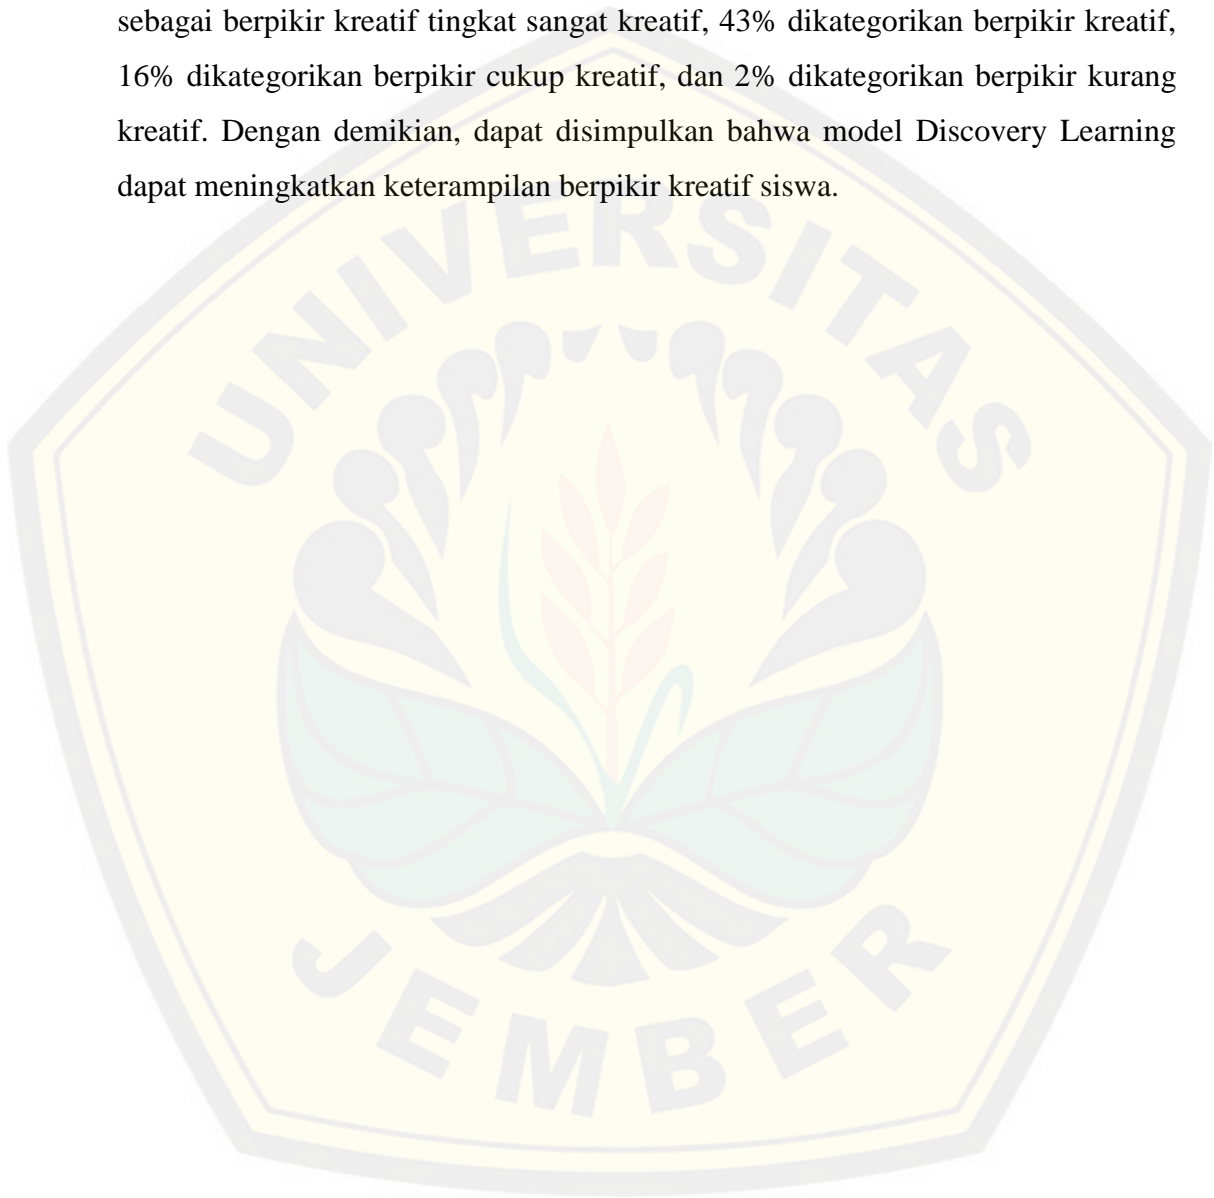 sebagai berpikir kreatif tingkat sangat kreatif, 43% dikategorikan berpikir kreatif,
16% dikategorikan berpikir cukup kreatif, dan 2% dikategorikan berpikir kurang
kreatif. Dengan demikian, dapat disimpulkan bahwa model Discovery Learning
dapat meningkatkan keterampilan berpikir kreatif siswa.
UNIVERSITAS
JEMBER